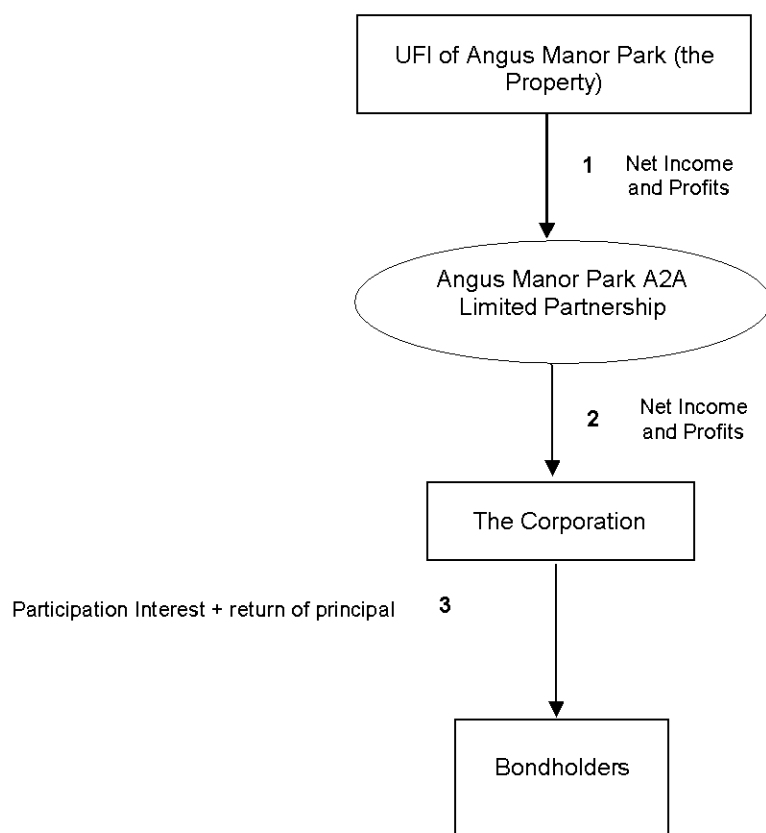 UFI of Angus Manor Park (the
Property)
1 Net Income
and Profits
Angus Manor Park A2A
Limited Partnership
2 Net Income
and Profits
The Corporation
Participation Interest + return of principal 3
Bondholders